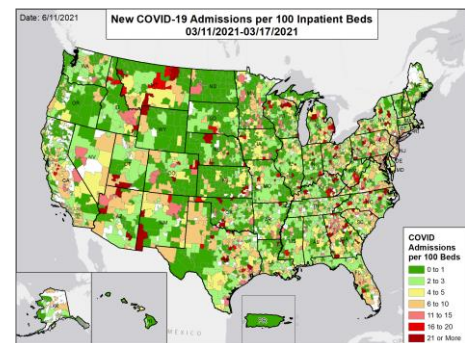 Date: 6/11/2021
New COVID-19 Admissions per 100 Inpatient Beds
03/11/2021-03/17/2021
MÉXICO
COVID
Admissions
per 100 Beds
0 to 1
2 to 3
4 to 5
6 to 10
11 to 15
16 to 20
21 or More